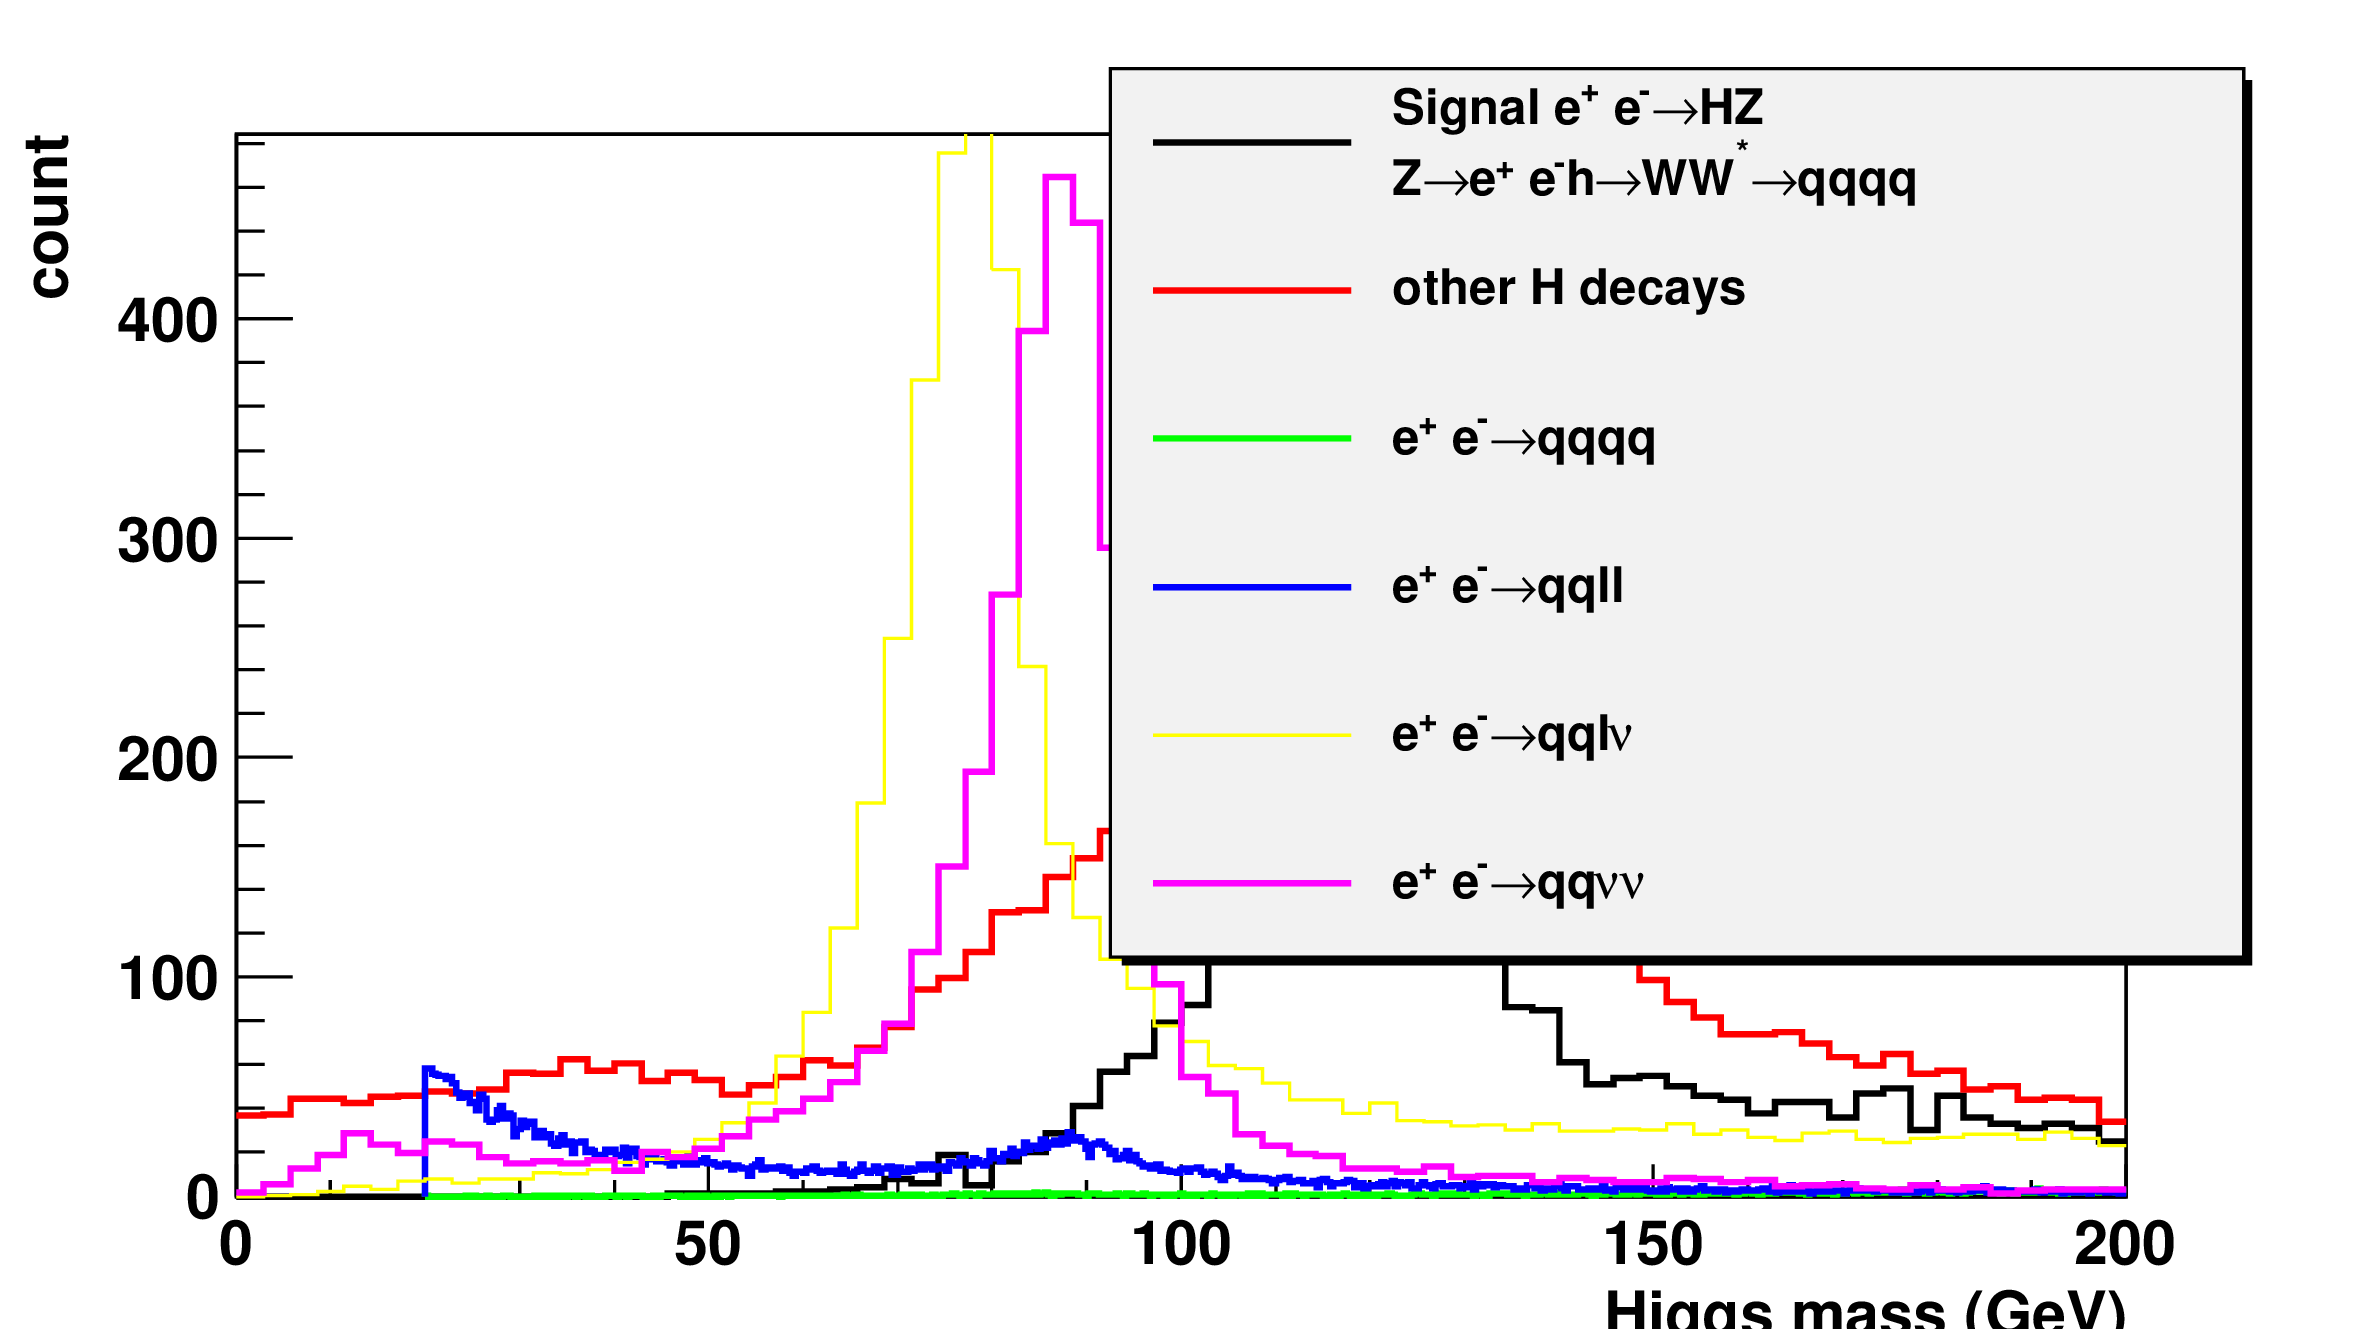 count
400
300
200
100
0
0 50 100 150 200
Higgs mass (GeV)
Signal e⁺ e⁻→HZ
Z→e⁺ e⁻h→WW*→qqqq
other H decays
e⁺ e⁻→qqqq
e⁺ e⁻→qqll
e⁺ e⁻→qqlν
e⁺ e⁻→qqνν